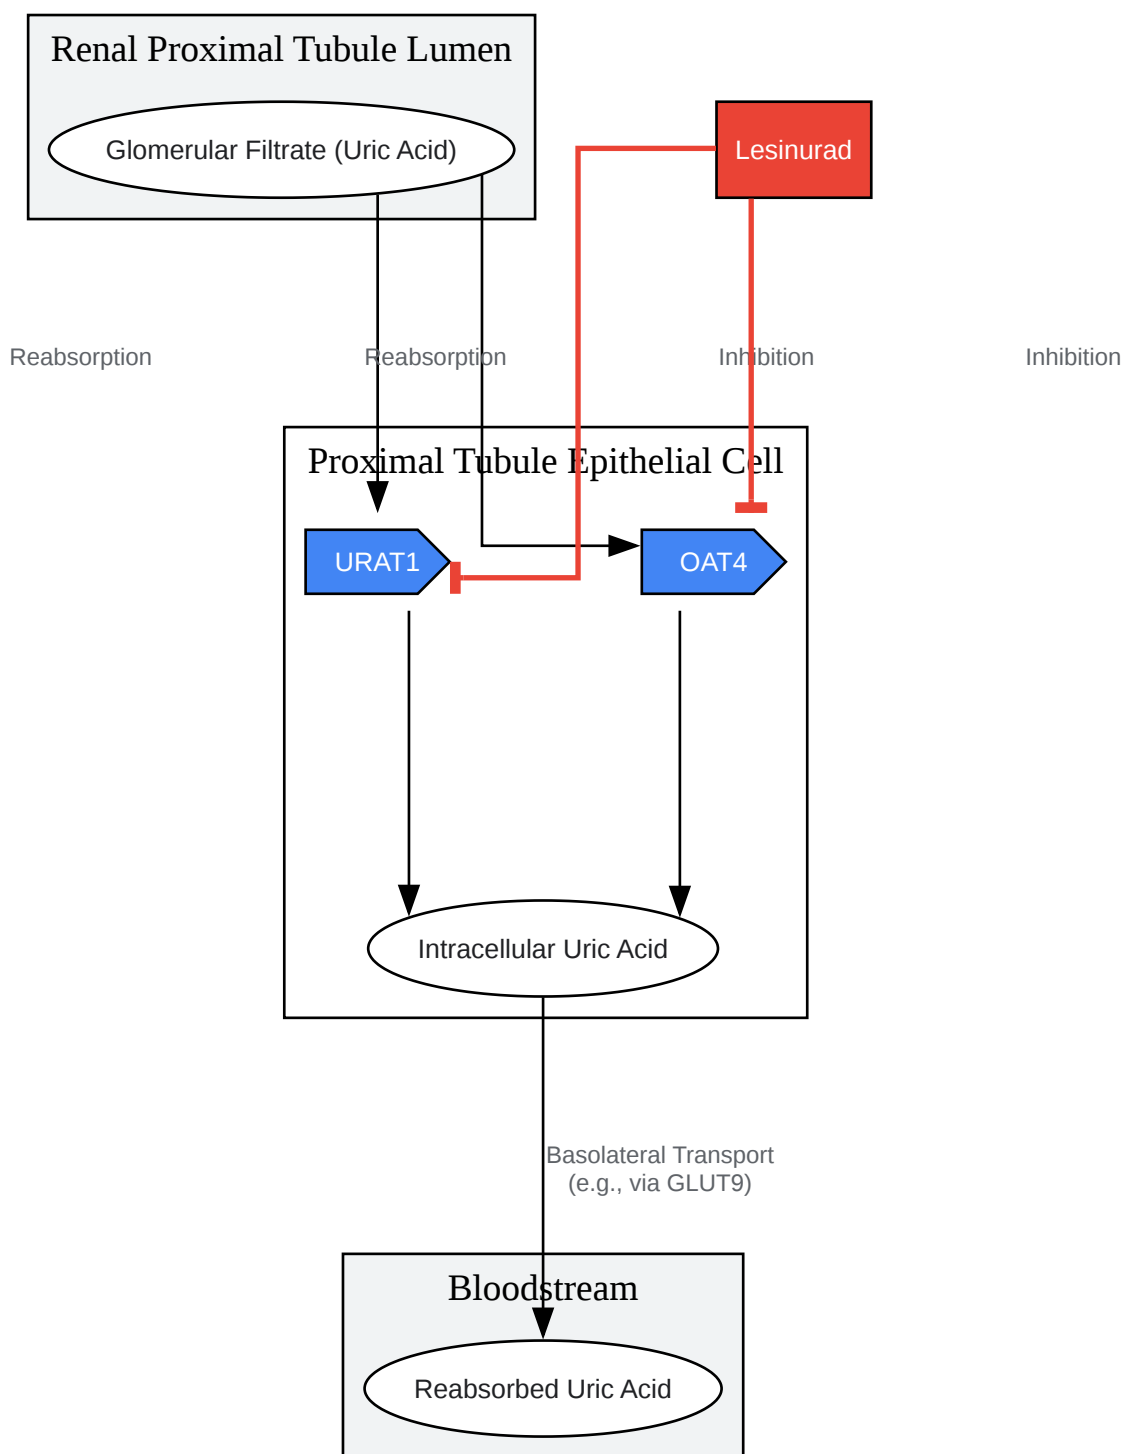 Renal Proximal Tubule Lumen
Glomerular Filtrate (Uric Acid)
Lesinurad
Reabsorption
Reabsorption
Inhibition
Inhibition
Proximal Tubule Epithelial Cell
URAT1
OAT4
Intracellular Uric Acid
Basolateral Transport
(e.g., via GLUT9)
Bloodstream
Reabsorbed Uric Acid